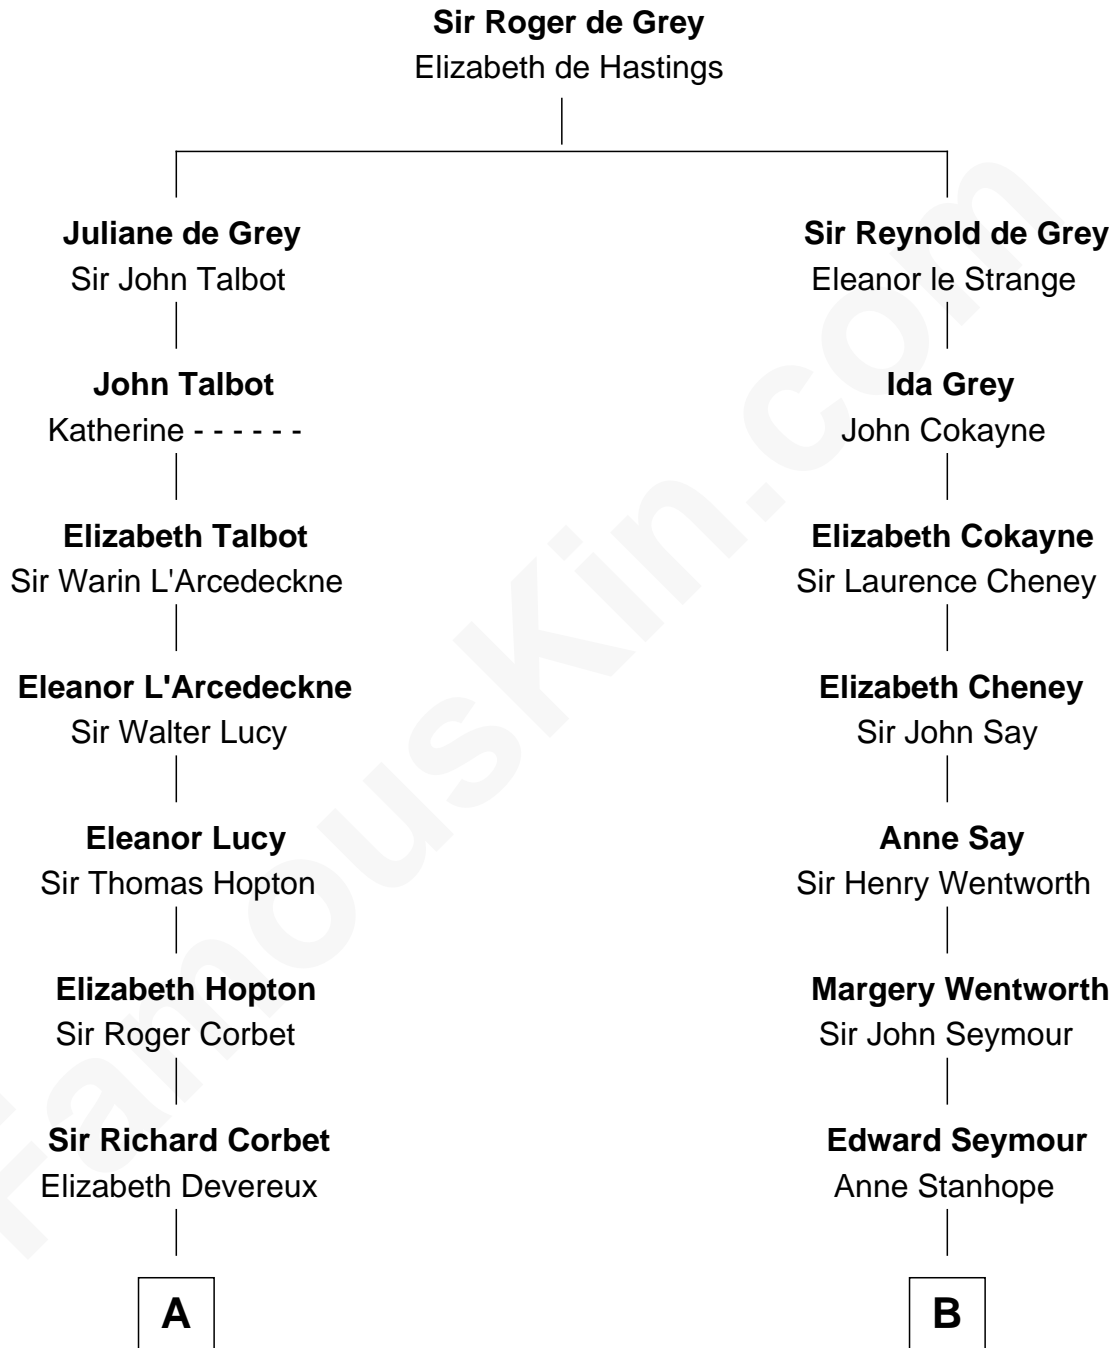 Sir Roger de Grey
Elizabeth de Hastings
Juliane de Grey
Sir John Talbot
Sir Reynold de Grey
Eleanor le Strange
John Talbot
Katherine - - - - - -
Ida Grey
John Cokayne
Elizabeth Talbot
Sir Warin L'Arcedeckne
Elizabeth Cokayne
Sir Laurence Cheney
Eleanor L'Arcedeckne
Sir Walter Lucy
Elizabeth Cheney
Sir John Say
Eleanor Lucy
Sir Thomas Hopton
Anne Say
Sir Henry Wentworth
Elizabeth Hopton
Sir Roger Corbet
Margery Wentworth
Sir John Seymour
Sir Richard Corbet
Elizabeth Devereux
Edward Seymour
Anne Stanhope
A
B
FamousKin.com